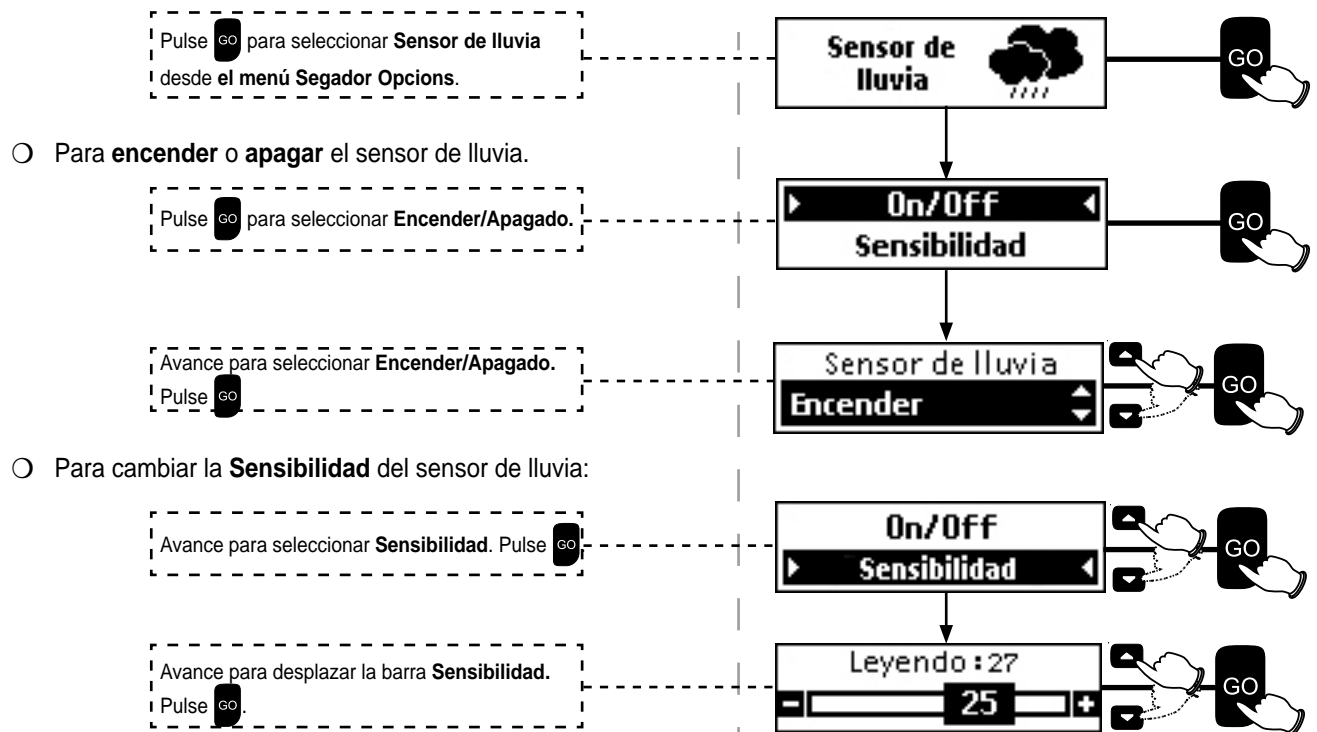 Pulse GO para seleccionar Sensor de lluvia
desde el menú Segador Opcions.
Sensor de
lluvia
GO
❍ Para encender o apagar el sensor de lluvia.
Pulse GO para seleccionar Encender/Apagado.
On/Off
Sensibilidad
GO
Avance para seleccionar Encender/Apagado.
Pulse GO
Sensor de lluvia
Encender
GO
❍ Para cambiar la Sensibilidad del sensor de lluvia:
Avance para seleccionar Sensibilidad. Pulse GO
On/Off
Sensibilidad
GO
Avance para desplazar la barra Sensibilidad.
Pulse GO.
Leyendo:27
- 25 +
GO